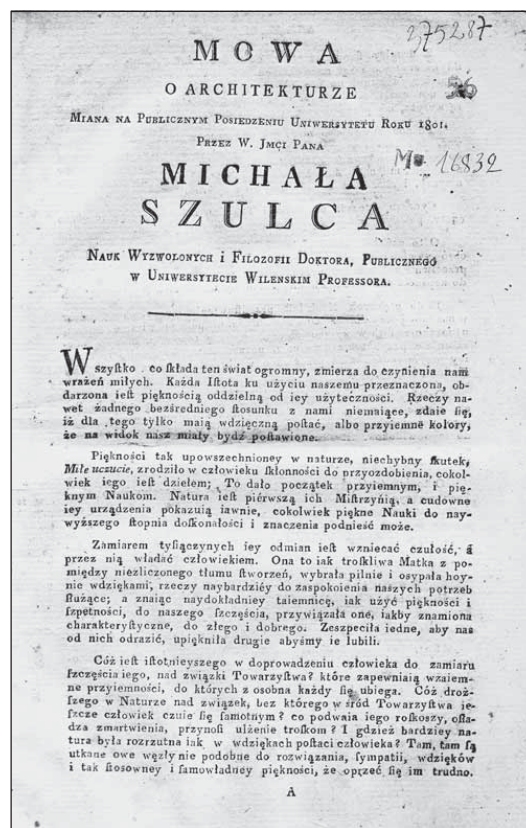 375287
MOWA
O ARCHITEKTURZE
56
MIANA NA PUBLICZNYM POSIEDZENIU UNIWERSYTETU ROKU 1801.
PRZEZ W. JMCI PANA
16832
MICHAŁA
SZULCA
NAUK WYZWOLONYCH i FILOZOFII DOKTORA, PUBLICZNEGO
W UNIWERSYTECIE WILENSKIM PROFESSORA.
Wszyſtko co ſkłada ten świat ogromny, zmierza do czynienia nam
wrażeń miłych. Każda Iſtota ku użyciu naszemu przeznaczona, ob-
darzona ieſt pięknością oddzielną od iey użyteczności. Rzeczy na-
wet żadnego bezśredniego ſtosunku z nami niemaiące, zdaie ſię,
iż dla tego tylko maią wdzięczną poſtać, albo przyiemne kolory,
że na widok nasz miały bydź poſtawione.
Piękności tak upowszechnioney w naturze, niechybny ſkutek,
Miłe uczucie, zrodziło w człowieku ſkłonności do przyozdobienia, cokol-
wiek iego ieſt dziełem; To dało początek przyiemnym, i pię-
knym Naukom. Natura ieſt piérwszą ich Miſtrzynią, a cudowne
iey urządzenia pokazuią iawnie, cokolwiek piękne Nauki do nay-
wyższego ſtopnia doſkonałości i znaczenia podnieść może.
Zamiarem tyſiącznych iey odmian ieſt wzniecać czułość, á
przez nią władać człowiekiem. Ona to iak troſkliwa Matka z po-
między niezliczonego tłumu ſtworzeń, wybrała pilnie i osypała hoy-
nie wdziękami, rzeczy naybardziéy do zaspokoienia naszych potrzeb
ſłużące; a znaiąc naydokładniey taiemnicę, iak użyć piękności i
ſzpetności, do naszego ſzczęścia, przywiązała one, iakby znamiona
charakteryſtyczne, do złego i dobrego. Zeszpeciła iedne, aby nas
od nich odrazić, upiękniła drugie abyśmy ie lubili.
Cóż ieſt iſtotnieyszego w doprowadzeniu człowieka do zamiaru
ſzczęścia iego, nad związki Towarzyſtwa? które zapewniaią wzaiem-
ne przyiemności, do których z osobna każdy ſię ubiega. Cóż droż-
ſzego w Naturze nad związek, bez którego w śród Towarzyſtwa ie-
ſzcze człowiek czuie ſię ſamotnym? co podwaia iego roſkoszy, oſła-
dza zmartwienia, przynoſi ulżenie troſkom? I gdzież bardziey na-
tura była rozrzutna iak w wdziękach poſtaci człowieka? Tam, tam ſą
utkane owe węzły nie podobne do rozwiązania, ſympatii, wdzięków
i tak ſtosowney i ſamowładney piękności, że oprzeć ſię im trudno.
A